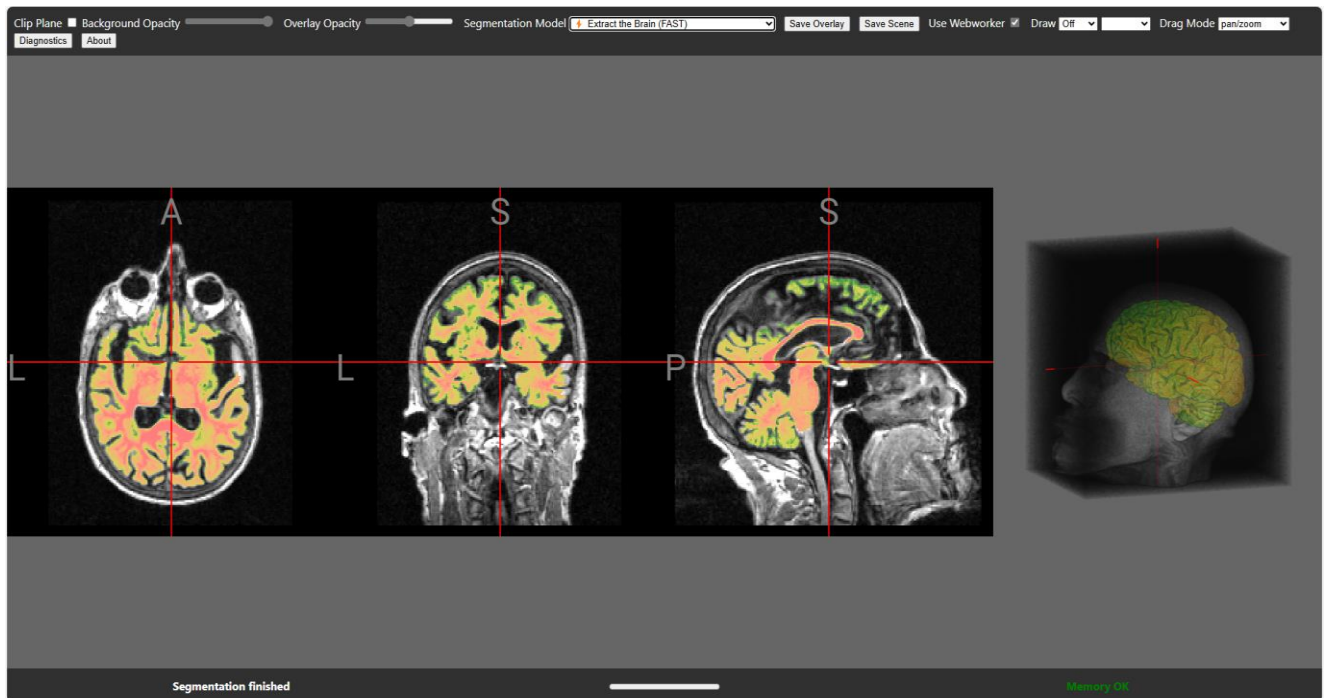 Clip Plane Background Opacity Overlay Opacity Segmentation Model ⚡ Extract the Brain (FAST) Save Overlay Save Scene Use Webworker Draw Off Drag Mode pan/zoom
Diagnostics About
A S S
L L P
Segmentation finished Memory OK